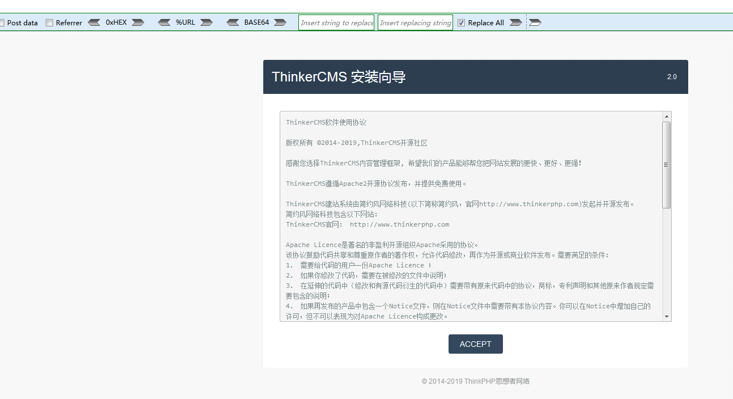 Post data Referrer 0xHEX %URL BASE64 Insert string to replace Insert replacing string Replace All
ThinkerCMS 安装向导 2.0
ThinkerCMS软件使用协议
版权所有 ©2014-2019,ThinkerCMS开源社区
感谢您选择ThinkerCMS内容管理框架, 希望我们的产品能够帮您把网站发展的更快、更好、更强!
ThinkerCMS遵循Apache2开源协议发布,并提供免费使用。
ThinkerCMS建站系统由简约风网络科技(以下简称简约风,官网http://www.thinkerphp.com)发起并开源发布。
简约风网络科技包含以下网站:
ThinkerCMS官网: http://www.thinkerphp.com
Apache Licence是著名的非盈利开源组织Apache采用的协议。
该协议鼓励代码共享和尊重原作者的著作权,允许代码修改,再作为开源或商业软件发布。需要满足的条件:
1. 需要给代码的用户一份Apache Licence ;
2. 如果你修改了代码,需要在被修改的文件中说明;
3. 在延伸的代码中(修改和有源代码衍生的代码中)需要带有原来代码中的协议,商标,专利声明和其他原来作者规定需
要包含的说明;
4. 如果再发布的产品中包含一个Notice文件,则在Notice文件中需要带有本协议内容。你可以在Notice中增加自己的
许可,但不可以表现为对Apache Licence构成更改。
ACCEPT
© 2014-2019 ThinkPHP思想者网络